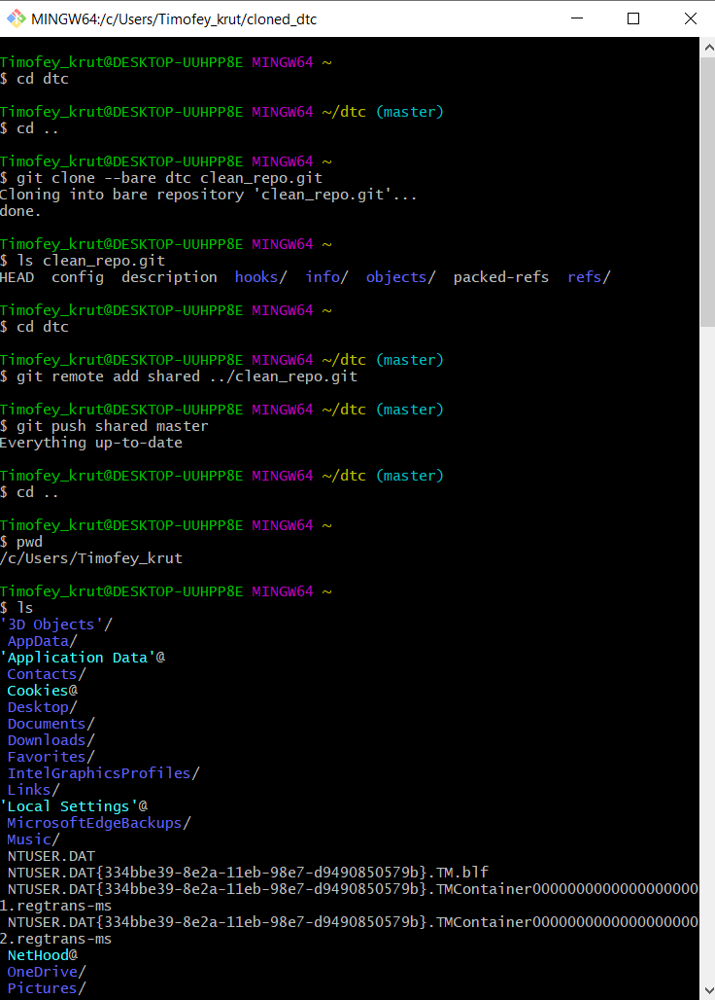 MINGW64:/c/Users/Timofey_krut/cloned_dtc
Timofey_krut@DESKTOP-UUHPP8E MINGW64 ~
$ cd dtc
Timofey_krut@DESKTOP-UUHPP8E MINGW64 ~/dtc (master)
$ cd ..
Timofey_krut@DESKTOP-UUHPP8E MINGW64 ~
$ git clone --bare dtc clean_repo.git
Cloning into bare repository 'clean_repo.git'...
done.
Timofey_krut@DESKTOP-UUHPP8E MINGW64 ~
$ ls clean_repo.git
HEAD  config  description  hooks/  info/  objects/  packed-refs  refs/
Timofey_krut@DESKTOP-UUHPP8E MINGW64 ~
$ cd dtc
Timofey_krut@DESKTOP-UUHPP8E MINGW64 ~/dtc (master)
$ git remote add shared ../clean_repo.git
Timofey_krut@DESKTOP-UUHPP8E MINGW64 ~/dtc (master)
$ git push shared master
Everything up-to-date
Timofey_krut@DESKTOP-UUHPP8E MINGW64 ~/dtc (master)
$ cd ..
Timofey_krut@DESKTOP-UUHPP8E MINGW64 ~
$ pwd
/c/Users/Timofey_krut
Timofey_krut@DESKTOP-UUHPP8E MINGW64 ~
$ ls
'3D Objects'/
AppData/
'Application Data'@
Contacts/
Cookies@
Desktop/
Documents/
Downloads/
Favorites/
IntelGraphicsProfiles/
Links/
'Local Settings'@
MicrosoftEdgeBackups/
Music/
NTUSER.DAT
NTUSER.DAT{334bbe39-8e2a-11eb-98e7-d9490850579b}.TM.blf
NTUSER.DAT{334bbe39-8e2a-11eb-98e7-d9490850579b}.TMContainer0000000000000000000
1.regtrans-ms
NTUSER.DAT{334bbe39-8e2a-11eb-98e7-d9490850579b}.TMContainer0000000000000000000
2.regtrans-ms
NetHood@
OneDrive/
Pictures/